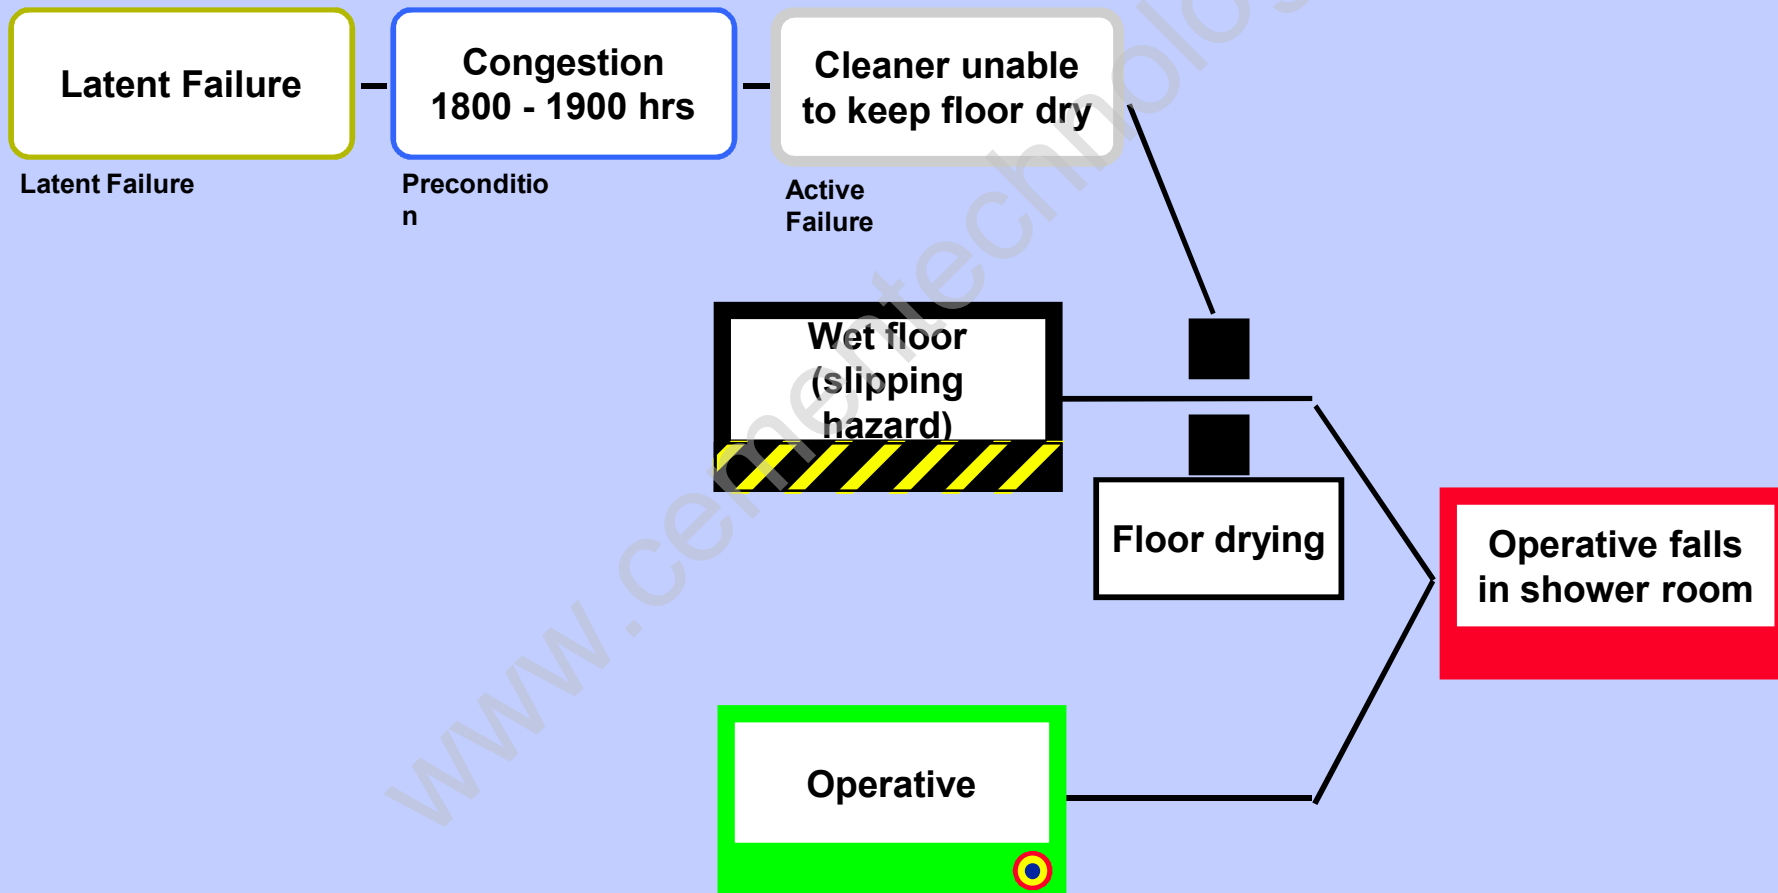 Latent Failure
Congestion
1800 - 1900 hrs
Cleaner unable
to keep floor dry
Latent Failure
Preconditio
n
Active
Failure
Wet floor
(slipping
hazard)
Floor drying
Operative falls
in shower room
Operative
www.cementechnolog